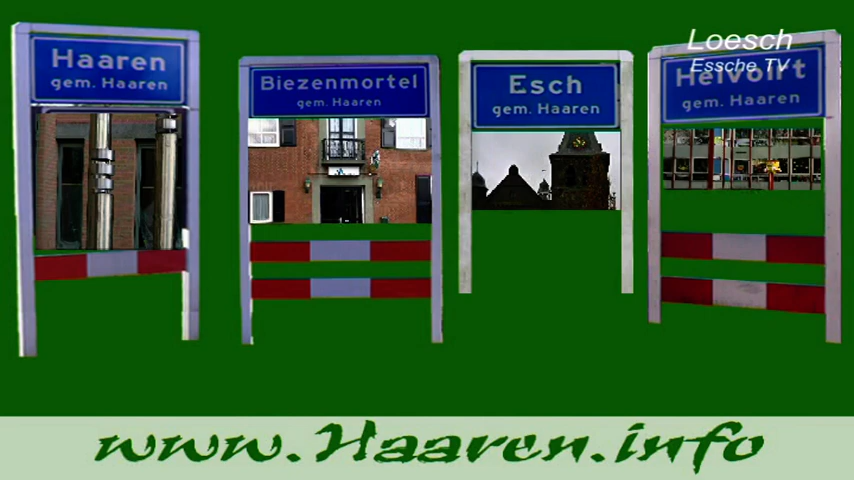 Loesch
Essche TV
Haaren
gem. Haaren
Biezenmortel
gem. Haaren
Esch
gem. Haaren
Helvoirt
gem. Haaren
www.Haaren.info